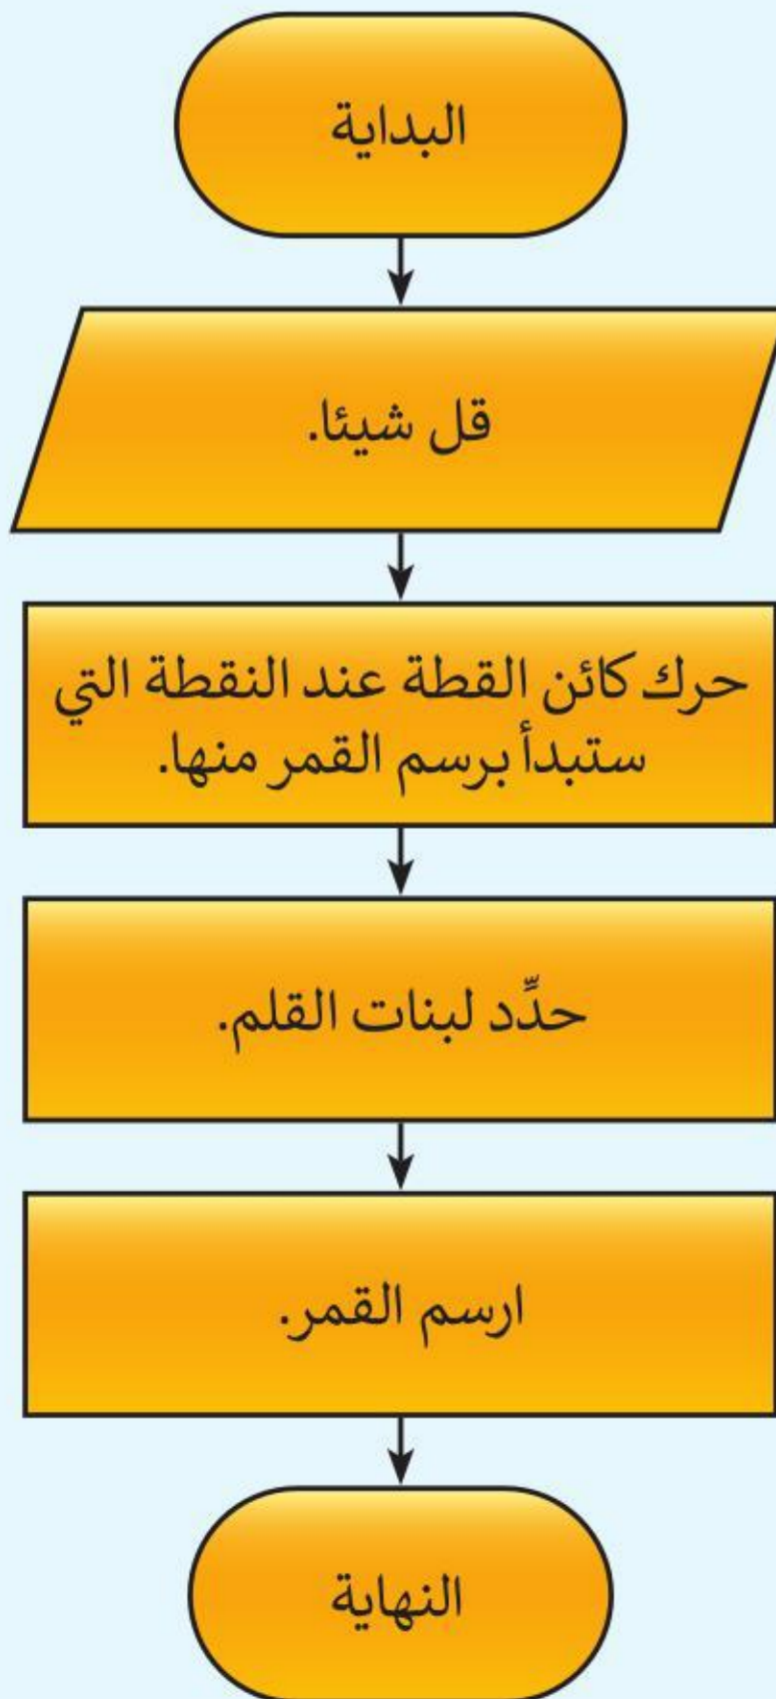 البداية
قل شيئا.
حرك كائن القطة عند النقطة التي
ستبدأ برسم القمر منها.
حدِّد لبنات القلم.
ارسم القمر.
النهاية